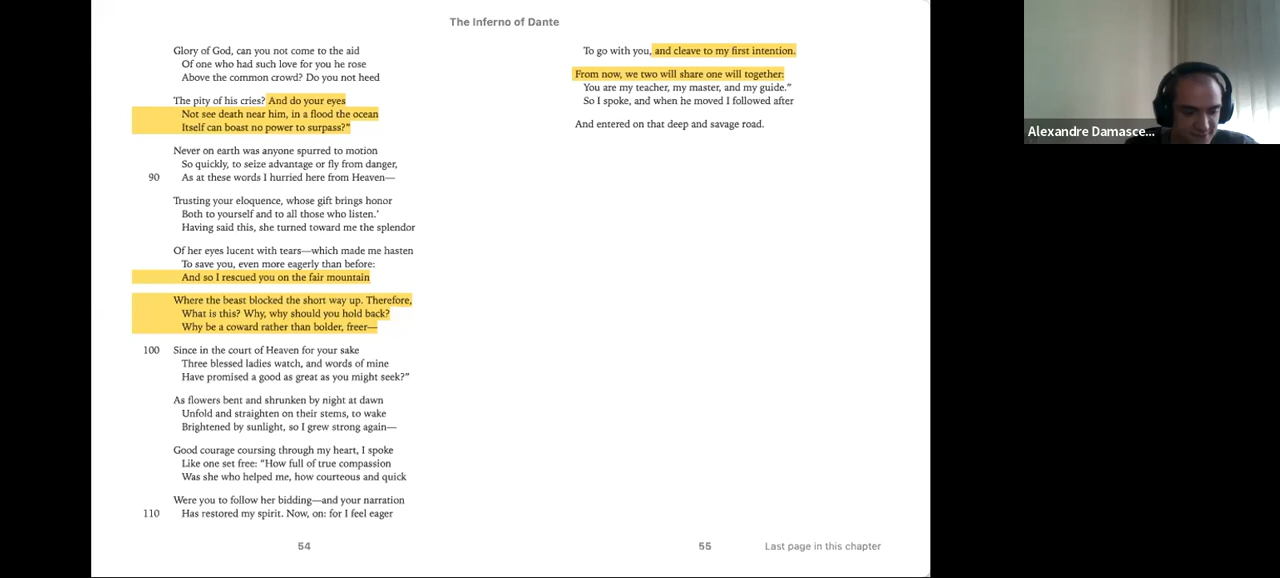 The Inferno of Dante
Glory of God, can you not come to the aid
Of one who had such love for you he rose
Above the common crowd? Do you not heed
The pity of his cries? And do your eyes
Not see death near him, in a flood the ocean
Itself can boast no power to surpass?”
Never on earth was anyone spurred to motion
So quickly, to seize advantage or fly from danger,
90 As at these words I hurried here from Heaven—
Trusting your eloquence, whose gift brings honor
Both to yourself and to all those who listen.’
Having said this, she turned toward me the splendor
Of her eyes lucent with tears—which made me hasten
To save you, even more eagerly than before:
And so I rescued you on the fair mountain
Where the beast blocked the short way up. Therefore,
What is this? Why, why should you hold back?
Why be a coward rather than bolder, freer—
100 Since in the court of Heaven for your sake
Three blessed ladies watch, and words of mine
Have promised a good as great as you might seek?”
As flowers bent and shrunken by night at dawn
Unfold and straighten on their stems, to wake
Brightened by sunlight, so I grew strong again—
Good courage coursing through my heart, I spoke
Like one set free: “How full of true compassion
Was she who helped me, how courteous and quick
Were you to follow her bidding—and your narration
110 Has restored my spirit. Now, on: for I feel eager
54
To go with you, and cleave to my first intention.
From now, we two will share one will together:
You are my teacher, my master, and my guide.”
So I spoke, and when he moved I followed after
And entered on that deep and savage road.
55
Last page in this chapter
Alexandre Damasce...